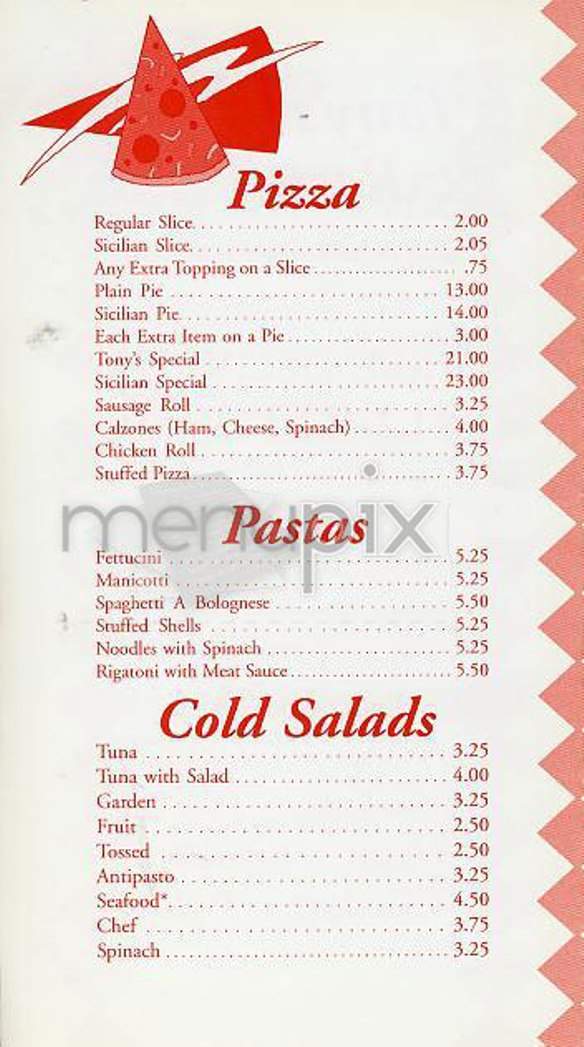 Pizza
Regular Slice 2.00
Sicilian Slice 2.05
Any Extra Topping on a Slice .75
Plain Pie 13.00
Sicilian Pie 14.00
Each Extra Item on a Pie 3.00
Tony's Special 21.00
Sicilian Special 23.00
Sausage Roll 3.25
Calzones (Ham, Cheese, Spinach) 4.00
Chicken Roll 3.75
Stuffed Pizza 3.75
menupix
Pastas
Fettucini 5.25
Manicotti 5.25
Spaghetti A Bolognese 5.50
Stuffed Shells 5.25
Noodles with Spinach 5.25
Rigatoni with Meat Sauce 5.50
Cold Salads
Tuna 3.25
Tuna with Salad 4.00
Garden 3.25
Fruit 2.50
Tossed 2.50
Antipasto 3.25
Seafood* 4.50
Chef 3.75
Spinach 3.25